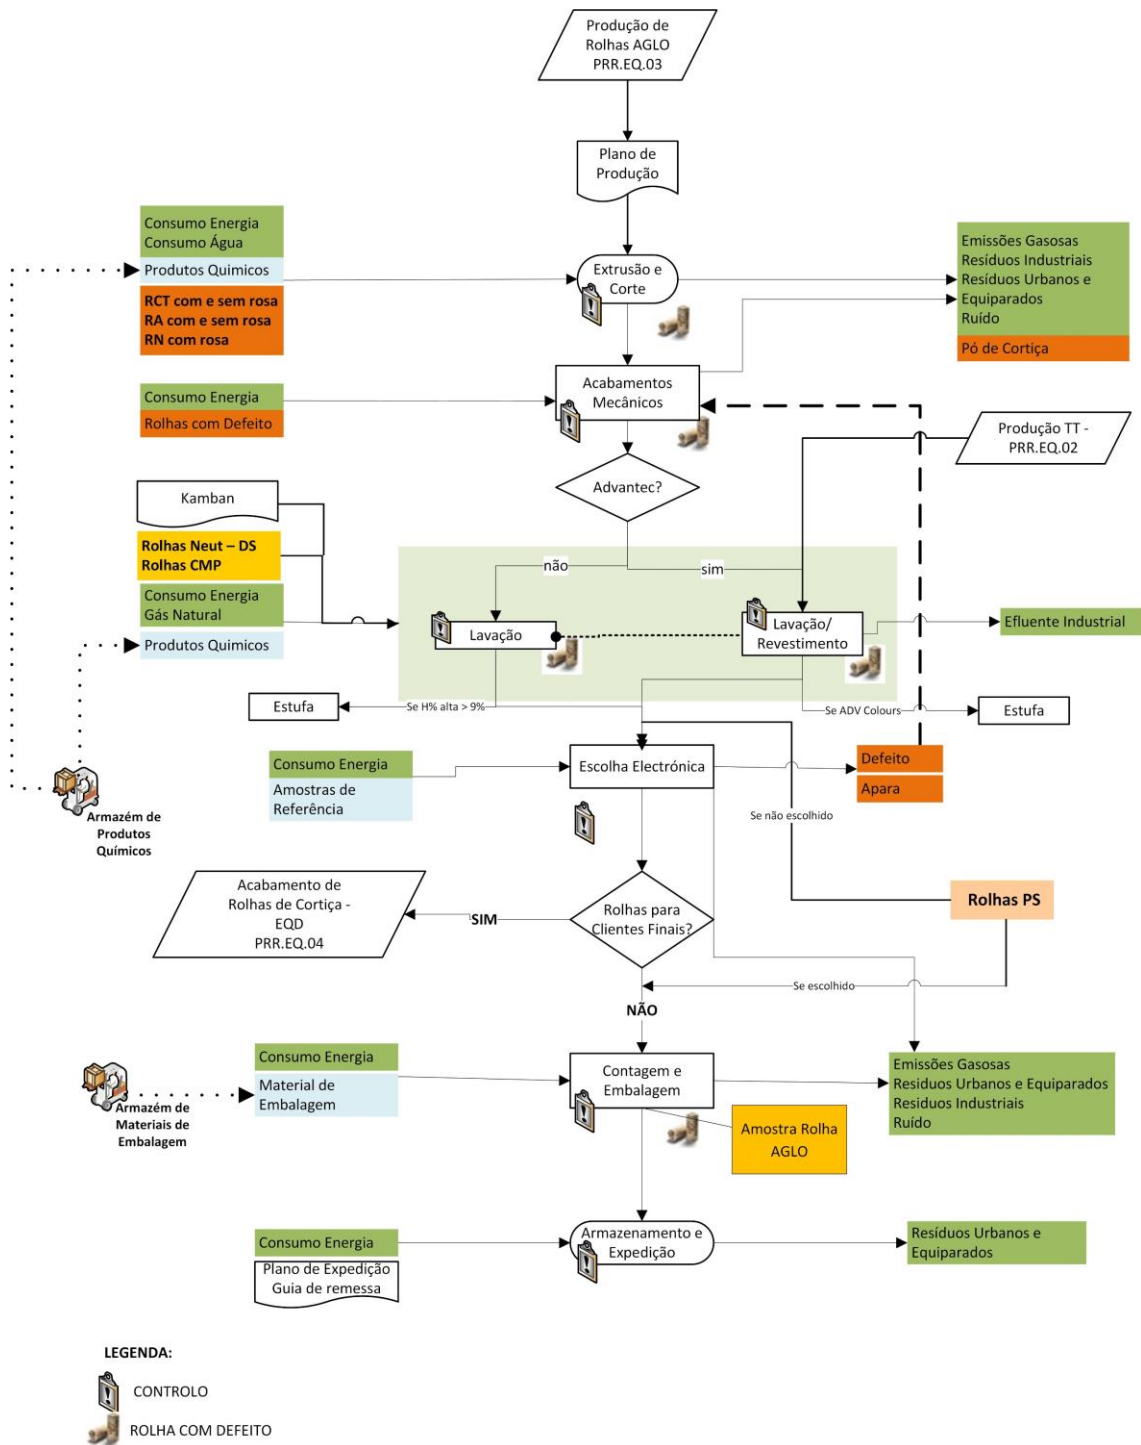 Produção de
Rolhas AGLO
PRR.EQ.03
Plano de
Produção
Consumo Energia
Consumo Água
Produtos Quimicos
RCT com e sem rosa
RA com e sem rosa
RN com rosa
Extrusão e
Corte
Emissões Gasosas
Resíduos Industriais
Resíduos Urbanos e
Equiparados
Ruído
Pó de Cortiça
Consumo Energia
Rolhas com Defeito
Acabamentos
Mecânicos
Produção TT -
PRR.EQ.02
Advantec?
Kamban
Rolhas Neut – DS
Rolhas CMP
Consumo Energia
Gás Natural
Produtos Quimicos
não
sim
Lavação
Lavação/
Revestimento
Efluente Industrial
Estufa
Se H% alta > 9%
Se ADV Colours
Estufa
Consumo Energia
Amostras de
Referência
Escolha Electrónica
Defeito
Apara
Armazém de
Produtos
Químicos
Se não escolhido
Acabamento de
Rolhas de Cortiça -
EQD
PRR.EQ.04
SIM
Rolhas para
Clientes Finais?
Rolhas PS
Se escolhido
NÃO
Consumo Energia
Material de
Embalagem
Armazém de
Materiais de
Embalagem
Contagem e
Embalagem
Emissões Gasosas
Residuos Urbanos e Equiparados
Residuos Industriais
Ruído
Amostra Rolha
AGLO
Consumo Energia
Plano de Expedição
Guia de remessa
Armazenamento e
Expedição
Resíduos Urbanos e
Equiparados
LEGENDA:
CONTROLO
ROLHA COM DEFEITO